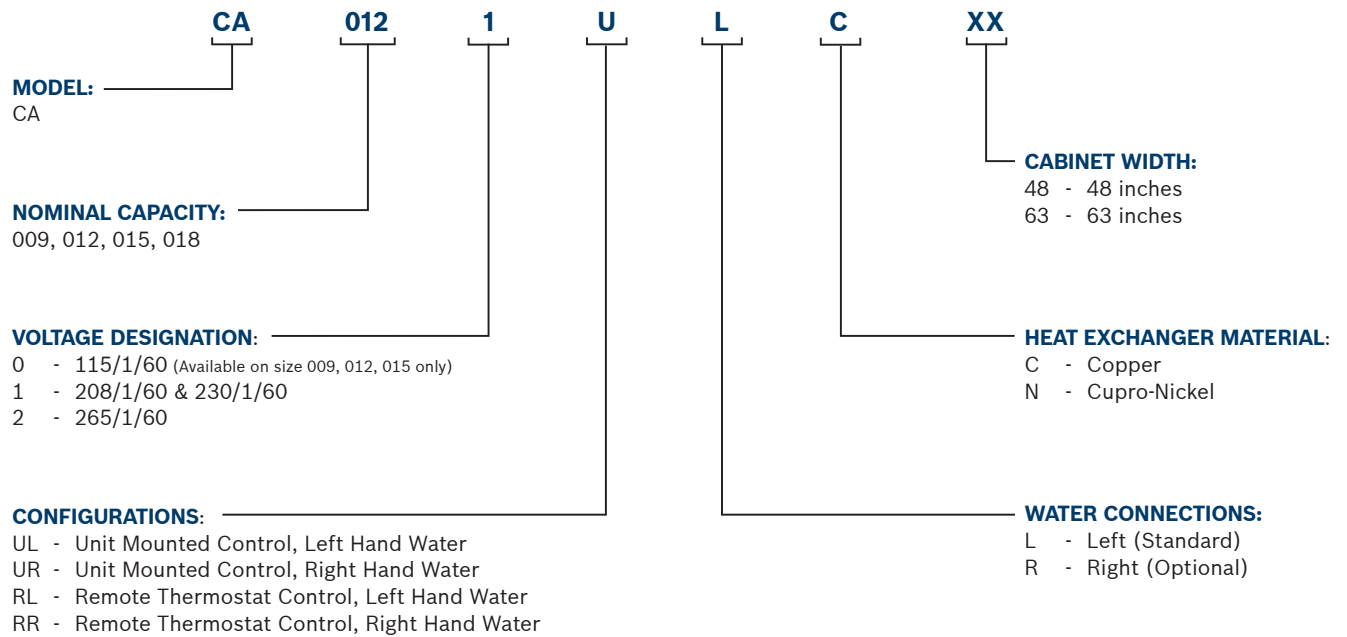 CA 012 1 U L C XX
MODEL:
CA
NOMINAL CAPACITY:
009, 012, 015, 018
VOLTAGE DESIGNATION:
0 - 115/1/60 (Available on size 009, 012, 015 only)
1 - 208/1/60 & 230/1/60
2 - 265/1/60
CONFIGURATIONS:
UL - Unit Mounted Control, Left Hand Water
UR - Unit Mounted Control, Right Hand Water
RL - Remote Thermostat Control, Left Hand Water
RR - Remote Thermostat Control, Right Hand Water
CABINET WIDTH:
48 - 48 inches
63 - 63 inches
HEAT EXCHANGER MATERIAL:
C - Copper
N - Cupro-Nickel
WATER CONNECTIONS:
L - Left (Standard)
R - Right (Optional)